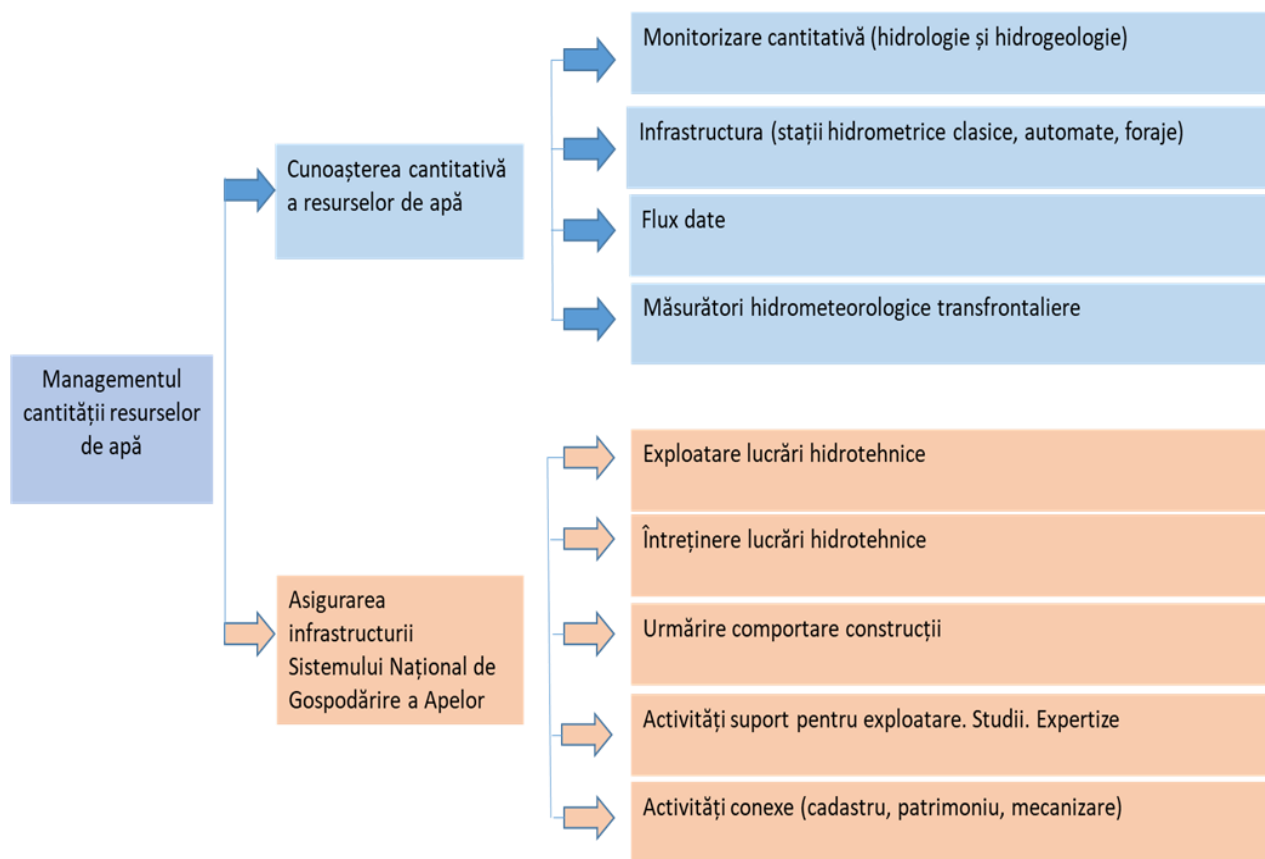 Managementul
cantității resurselor
de apă
Cunoașterea cantitativă
a resurselor de apă
Monitorizare cantitativă (hidrologie și hidrogeologie)
Infrastructura (stații hidrometrice clasice, automate, foraje)
Flux date
Măsurători hidrometeorologice transfrontaliere
Asigurarea
infrastructurii
Sistemului Național de
Gospodărire a Apelor
Exploatare lucrări hidrotehnice
Întreținere lucrări hidrotehnice
Urmărire comportare construcții
Activități suport pentru exploatare. Studii. Expertize
Activități conexe (cadastru, patrimoniu, mecanizare)